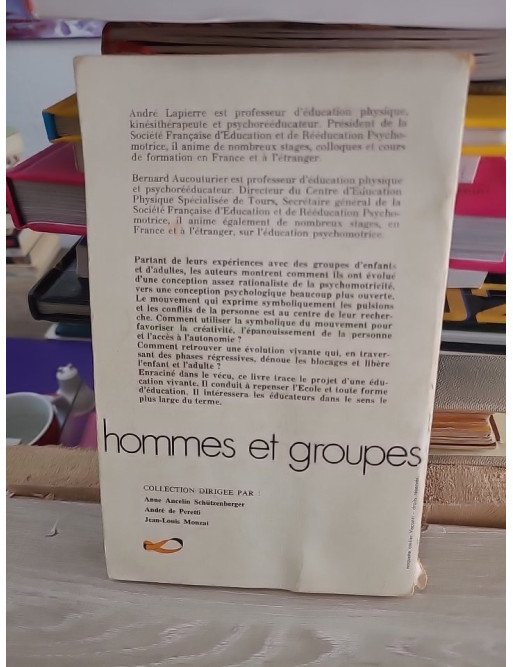 André Lapierre est professeur d'éducation physique,
kinésithérapeute et psychorééducateur. Président de la
Société Française d'Education et de Rééducation Psycho-
motrice, il anime de nombreux stages, colloques et cours
de formation en France et à l'étranger
Bernard Aucouturier est professeur d'éducation physique
et psychorééducateur. Directeur du Centre d'Education
Physique Spécialisée de Tours, Secrétaire général de la
Société Française d'Education et de Rééducation Psycho-
motrice, il anime également de nombreux stages, en
France et à l'étranger, sur l'éducation psychomotrice.
Partant de leurs expériences avec des groupes d'enfants
et d'adultes, les auteurs montrent comment ils ont évolué
d'une conception assez rationaliste de la psychomotricité,
vers une conception psychologique beaucoup plus ouverte.
Le mouvement qui exprime symboliquement les pulsions
et les conflits de la personne est au centre de leur recher-
che. Comment utiliser la symbolique du mouvement pour
favoriser la créativité, l'épanouissement de la personne
et l'accès à l'autonomie ?
Comment retrouver une évolution vivante qui, en traver-
sant des phases régressives, dénoue les blocages et libère
l'enfant et l'adulte ?
Enraciné dans le vécu, ce livre trace le projet d'une édu-
cation vivante. Il conduit à repenser l'Ecole et toute forme
d'éducation. Il intéressera les éducateurs dans le sens le
plus large du terme.
hommes et groupes
COLLECTION DIRIGEE PAR :
Anne Ancelin Schützenberger
André de Peretti
Jean-Louis Monzat